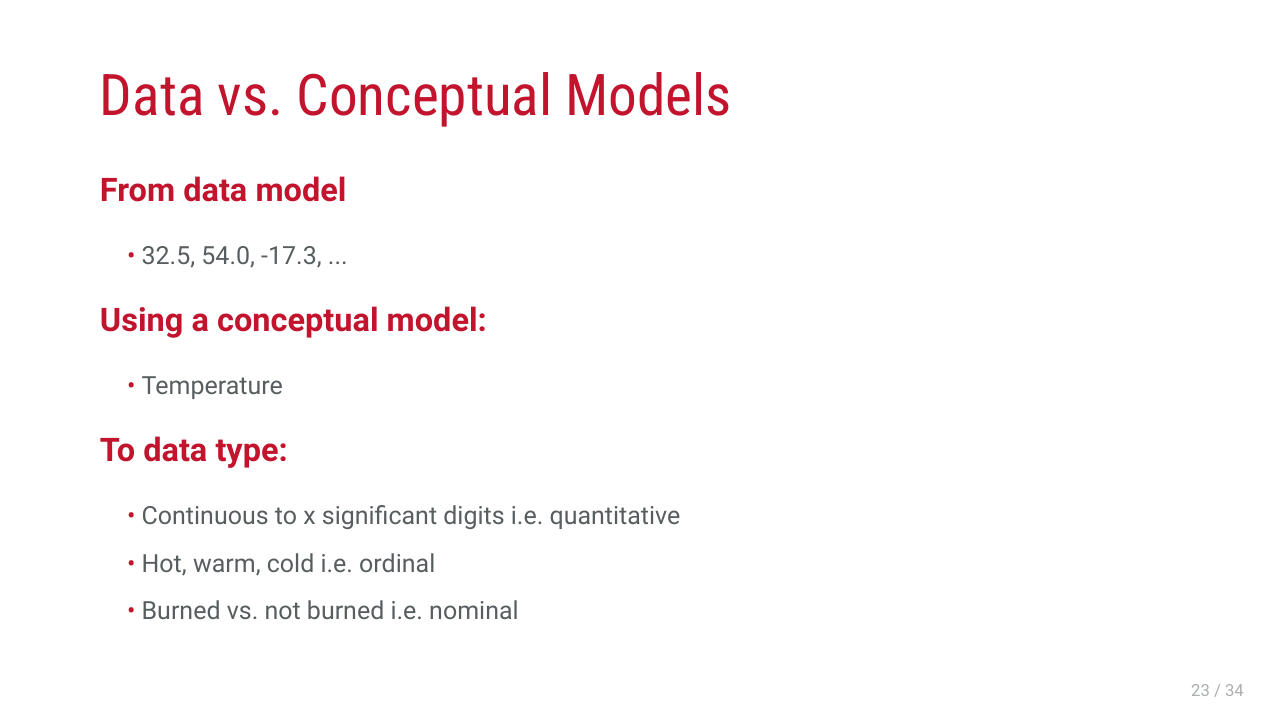 Data vs. Conceptual Models
From data model
• 32.5, 54.0, -17.3, ...
Using a conceptual model:
• Temperature
To data type:
• Continuous to x significant digits i.e. quantitative
• Hot, warm, cold i.e. ordinal
• Burned vs. not burned i.e. nominal
23 / 34